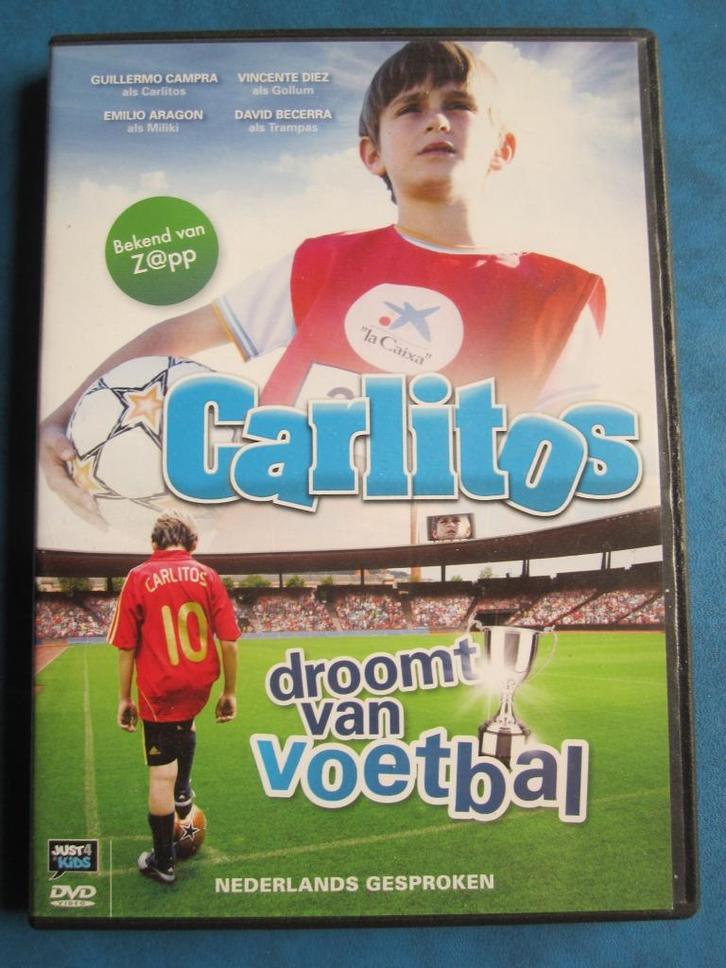 GUILLERMO CAMPRA
als Carlitos
VINCENTE DIEZ
als Gollum
EMILIO ARAGON
als Miliki
DAVID BECERRA
als Trampas
Bekend van
Z@pp
"la Caixa"
Carlitos
CARLITOS
10
droomt
van
voetbal
JUST4
KIDS
DVD
VIDEO
NEDERLANDS GESPROKEN